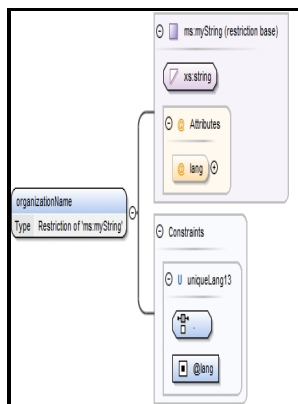 ms:myString (restriction base)
xs:string
@ Attributes
@ lang
organizationName
Type Restriction of 'ms:myString'
Constraints
U uniqueLang13
.
@lang